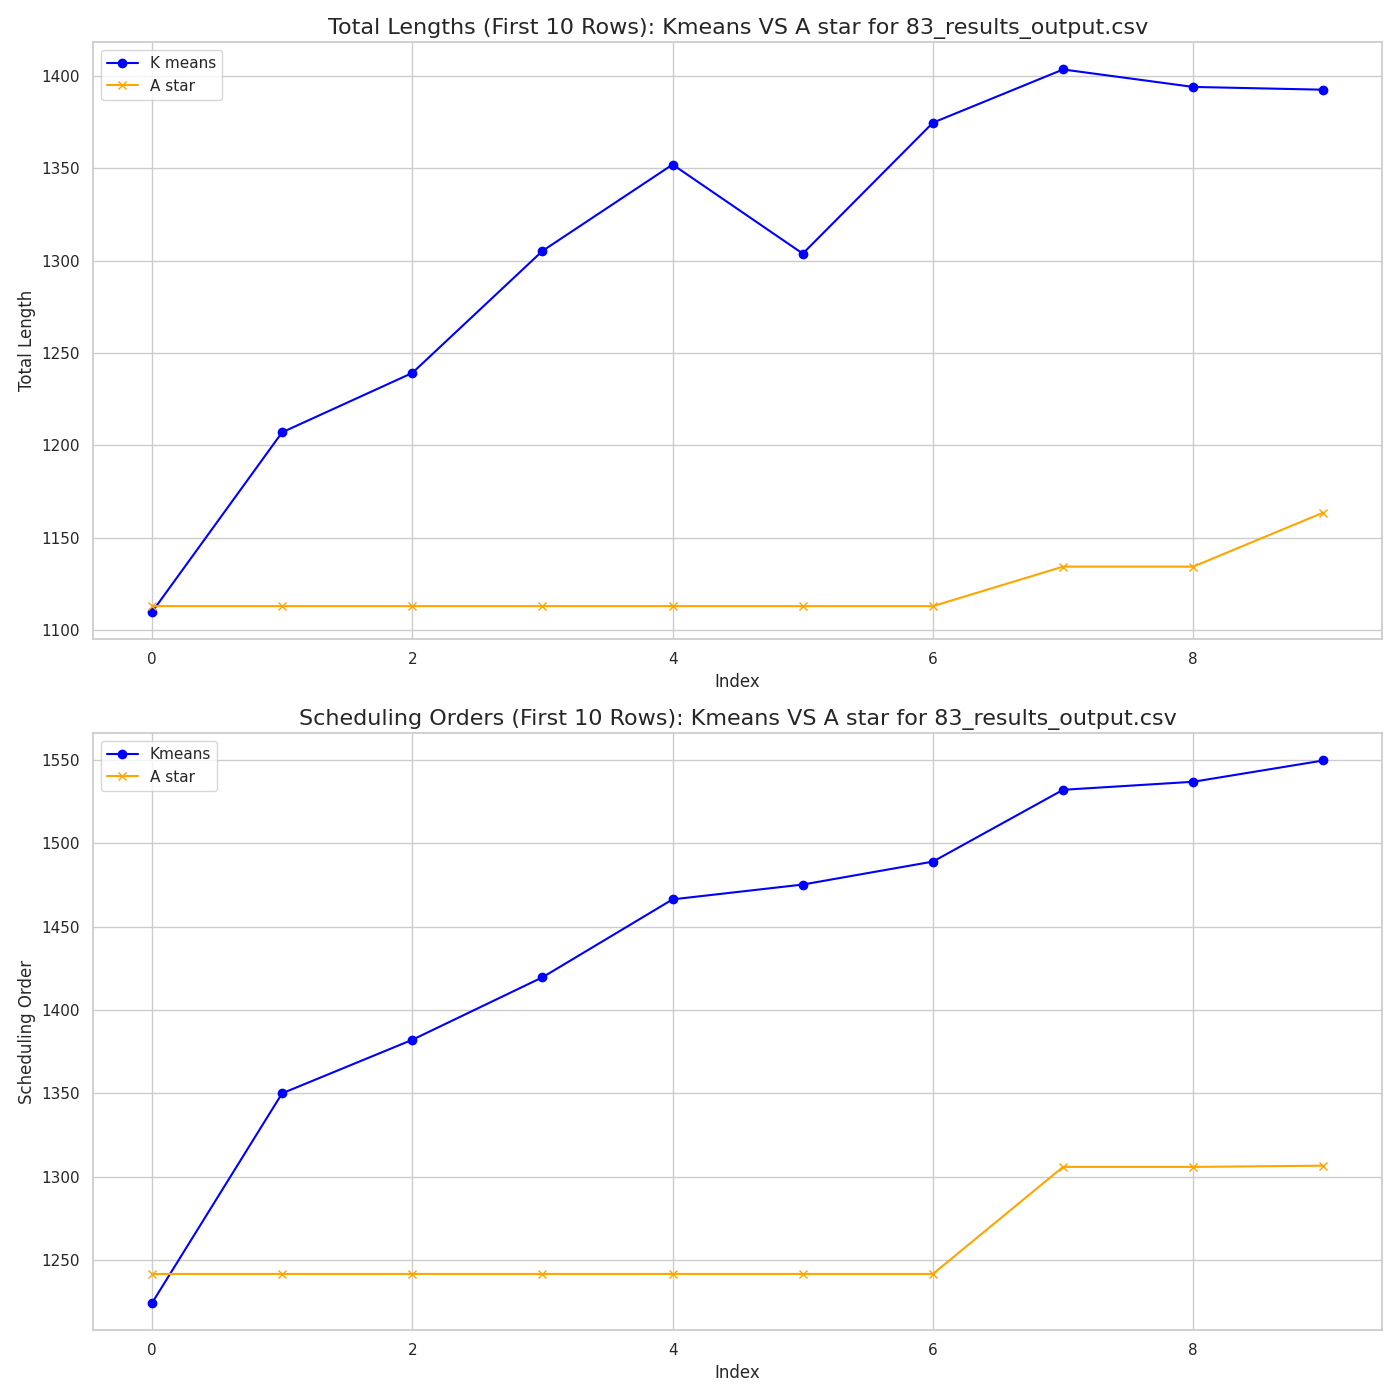 Total Lengths (First 10 Rows): Kmeans VS A star for 83_results_output.csv
K means
A star
1400
1350
1300
1250
1200
1150
1100
Total Length
0 2 4 6 8
Index
Scheduling Orders (First 10 Rows): Kmeans VS A star for 83_results_output.csv
Kmeans
A star
1550
1500
1450
1400
1350
1300
1250
Scheduling Order
0 2 4 6 8
Index